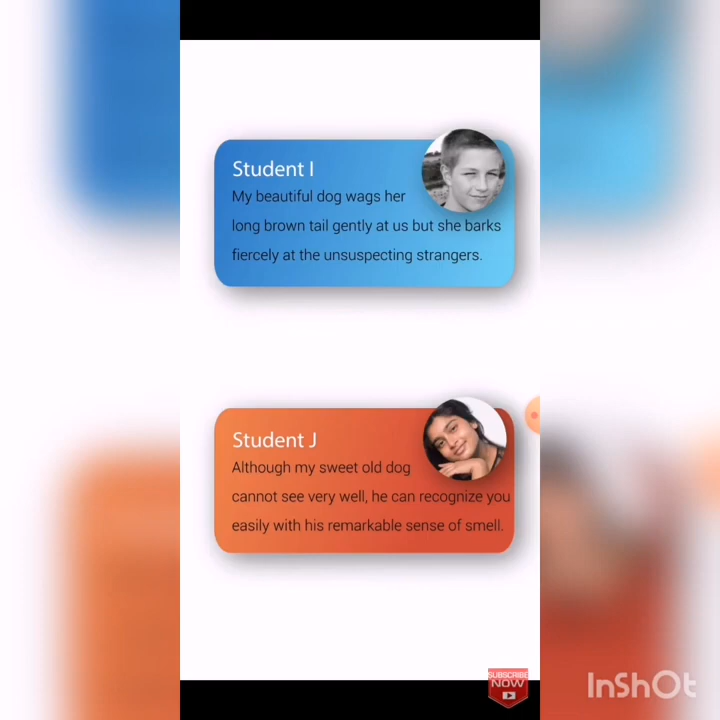 Student I
My beautiful dog wags her
long brown tail gently at us but she barks
fiercely at the unsuspecting strangers.
Student J
Although my sweet old dog
cannot see very well, he can recognize you
easily with his remarkable sense of smell.
SUBSCRIBE
NOW
InShOt